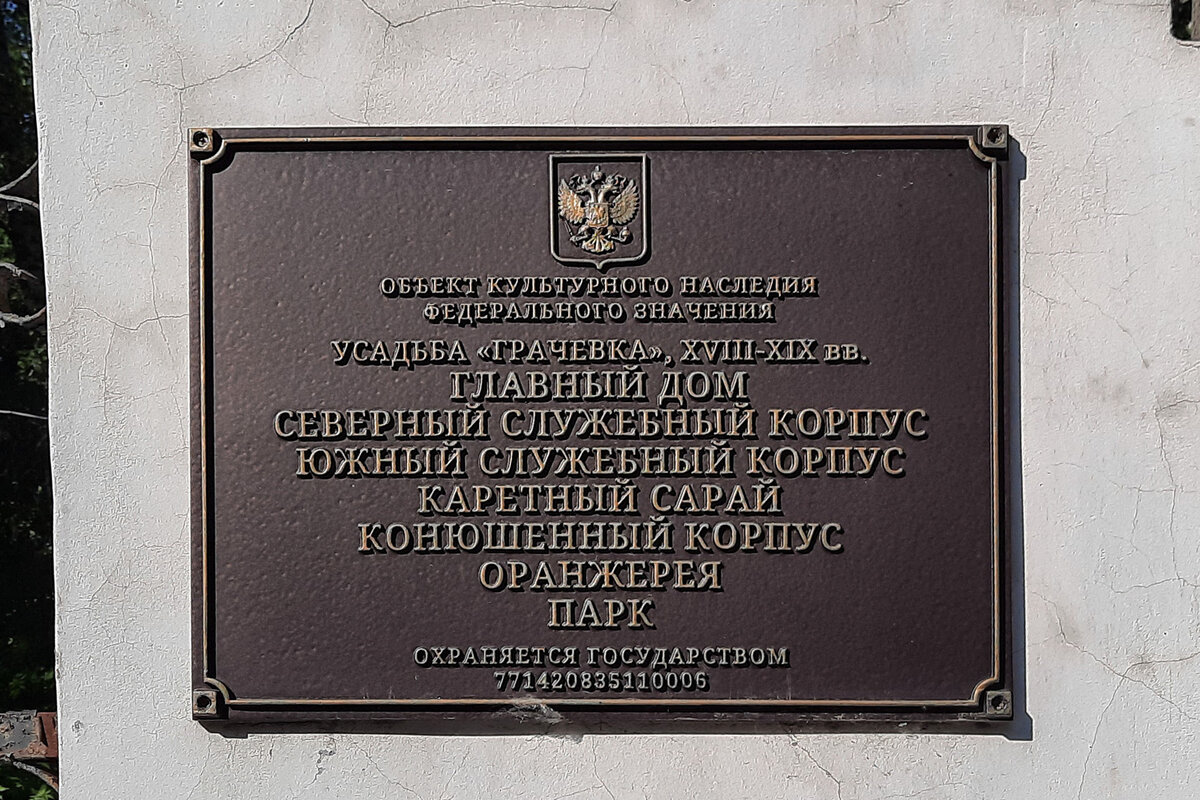 ОБЪЕКТ КУЛЬТУРНОГО НАСЛЕДИЯ
ФЕДЕРАЛЬНОГО ЗНАЧЕНИЯ
УСАДЬБА «ГРАЧЕВКА», XVIII-XIX вв.
ГЛАВНЫЙ ДОМ
СЕВЕРНЫЙ СЛУЖЕБНЫЙ КОРПУС
ЮЖНЫЙ СЛУЖЕБНЫЙ КОРПУС
КАРЕТНЫЙ САРАЙ
КОНЮШЕННЫЙ КОРПУС
ОРАНЖЕРЕЯ
ПАРК
ОХРАНЯЕТСЯ ГОСУДАРСТВОМ
771420835110006